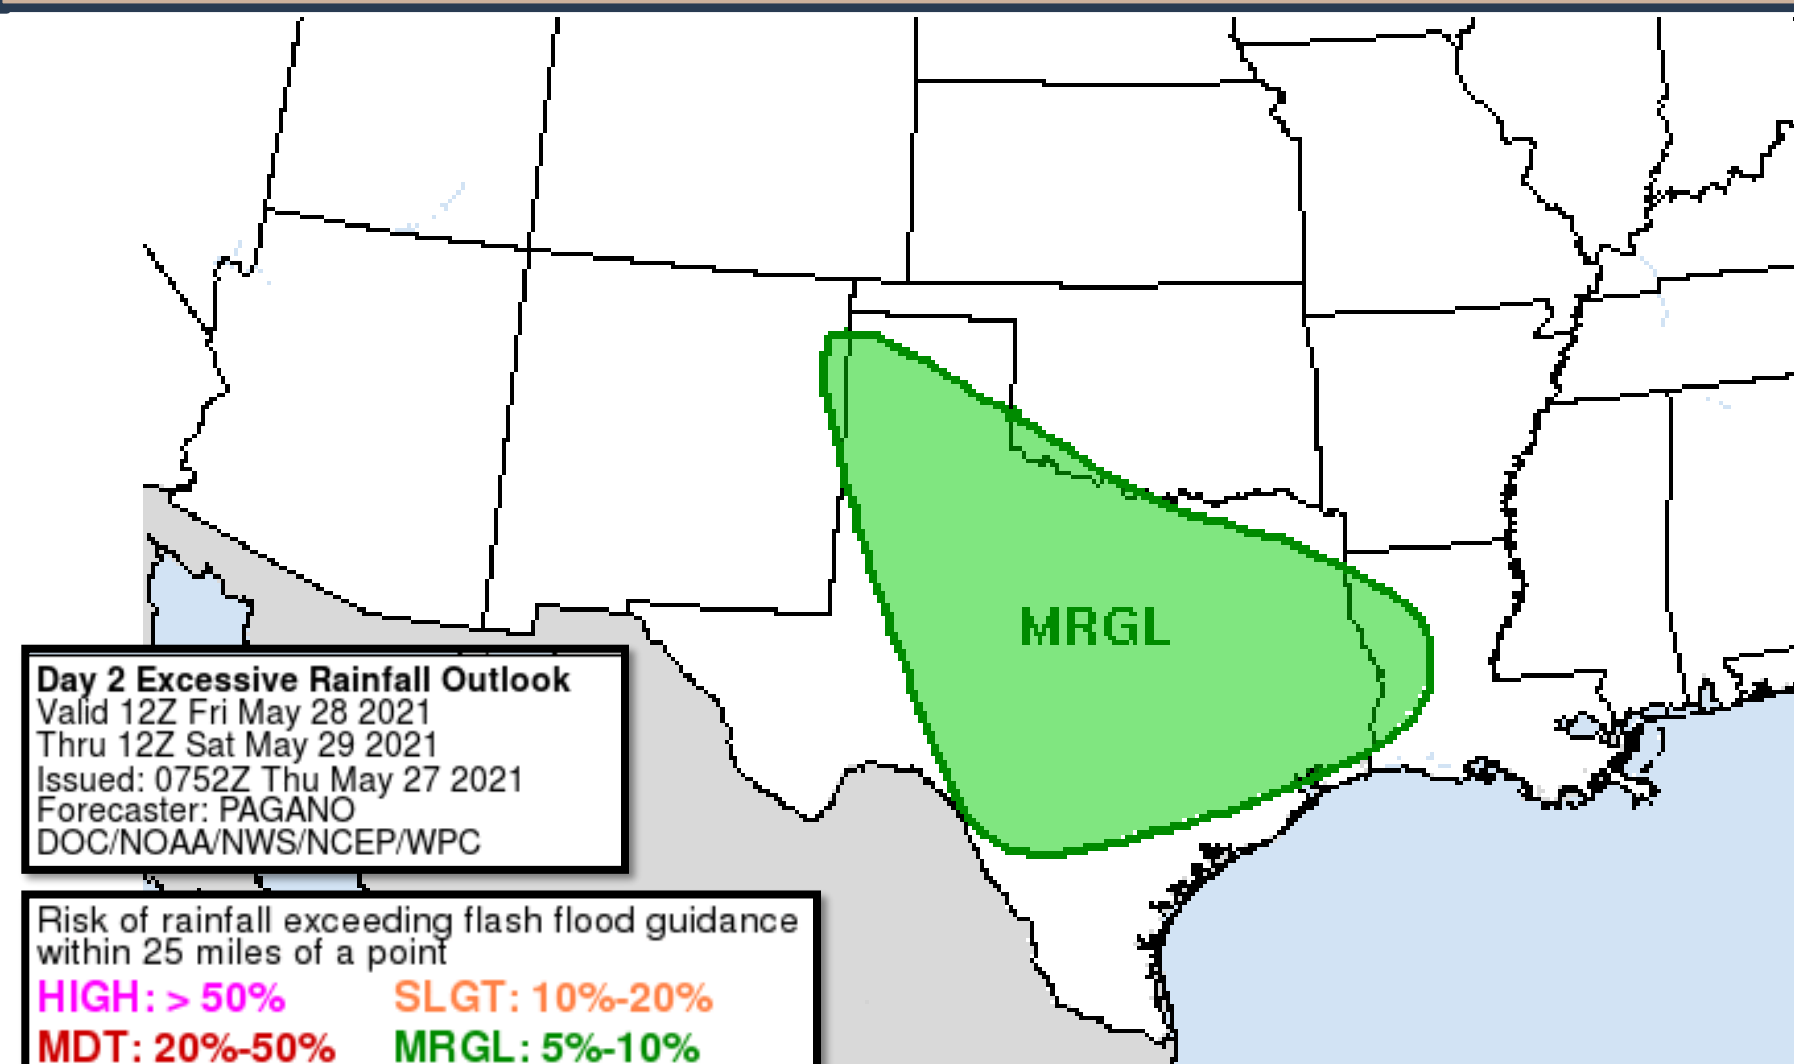 MRGL
Day 2 Excessive Rainfall Outlook
Valid 12Z Fri May 28 2021
Thru 12Z Sat May 29 2021
Issued: 0752Z Thu May 27 2021
Forecaster: PAGANO
DOC/NOAA/NWS/NCEP/WPC
Risk of rainfall exceeding flash flood guidance
within 25 miles of a point
HIGH: > 50% SLGT: 10%-20%
MDT: 20%-50% MRGL: 5%-10%